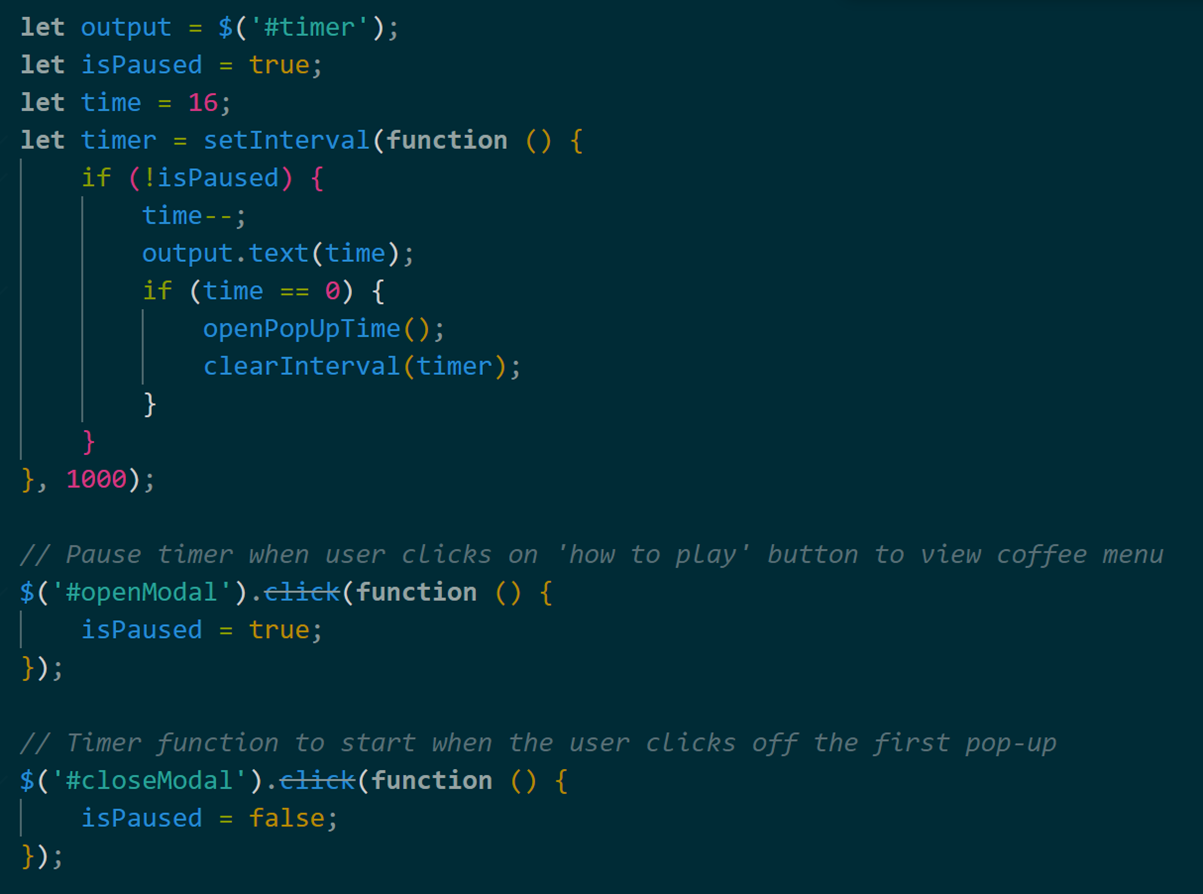 let output = $('#timer');
let isPaused = true;
let time = 16;
let timer = setInterval(function () {
    if (!isPaused) {
        time--;
        output.text(time);
        if (time == 0) {
            openPopUpTime();
            clearInterval(timer);
        }
    }
}, 1000);

// Pause timer when user clicks on 'how to play' button to view coffee menu
$('#openModal').click(function () {
    isPaused = true;
});

// Timer function to start when the user clicks off the first pop-up
$('#closeModal').click(function () {
    isPaused = false;
});